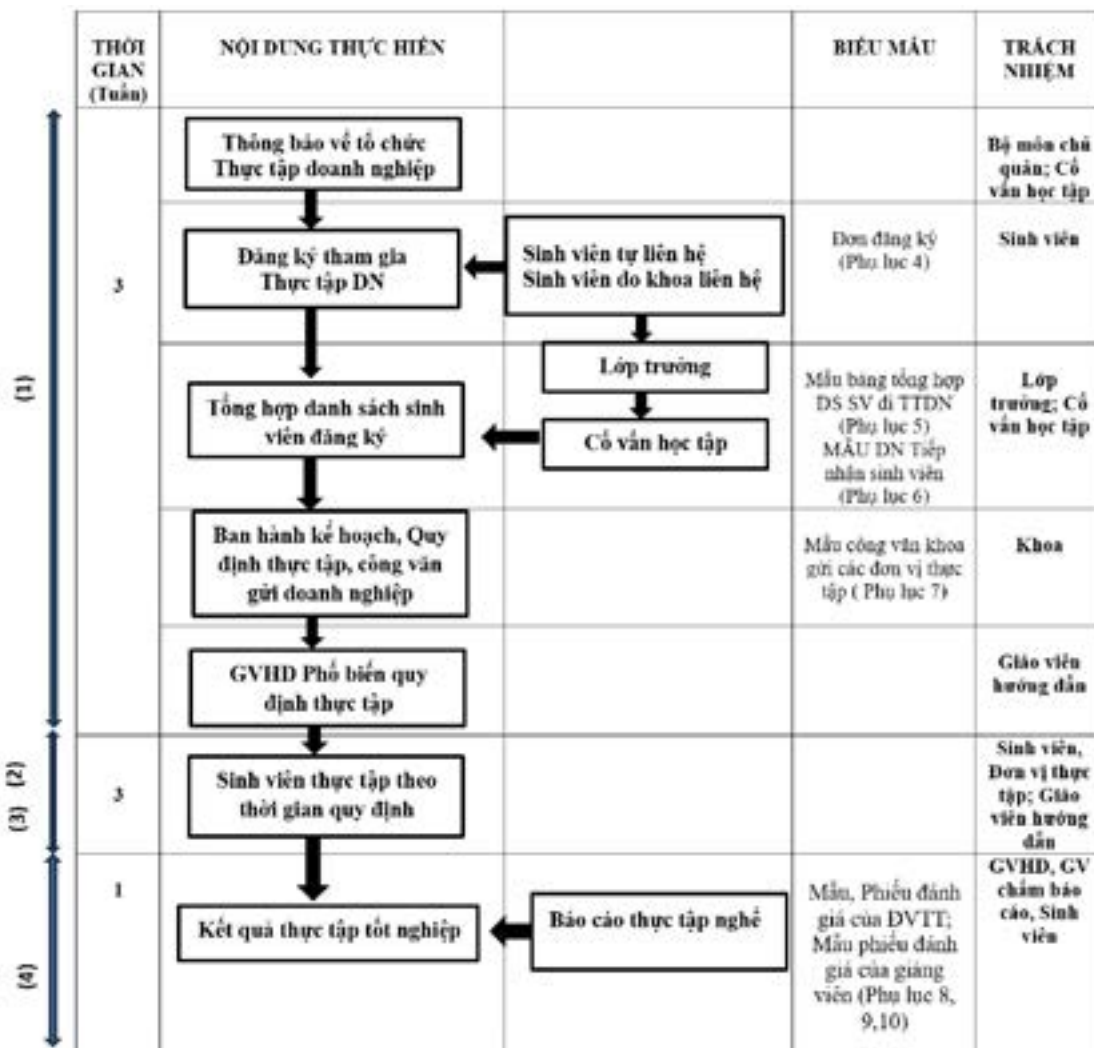 THỜI
GIAN
(Tuần)
NỘI DUNG THỰC HIỆN
BIỂU MẪU
TRÁCH
NHIỆM
(1)
3
Thông báo về tổ chức
Thực tập doanh nghiệp
Bộ môn chủ
quản; Cố
vấn học tập
Đăng ký tham gia
Thực tập DN
Sinh viên tự liên hệ
Sinh viên do khoa liên hệ
Đơn đăng ký
(Phụ lục 4)
Sinh viên
Tổng hợp danh sách sinh
viên đăng ký
Lớp trưởng
Cố vấn học tập
Mẫu bảng tổng hợp
DS SV đi TTDN
(Phụ lục 5)
MẪU DN Tiếp
nhận sinh viên
(Phụ lục 6)
Lớp
trưởng; Cố
vấn học tập
Ban hành kế hoạch, Quy
định thực tập, công văn
gửi doanh nghiệp
Mẫu công văn khoa
gửi các đơn vị thực
tập ( Phụ lục 7)
Khoa
GVHD Phổ biến quy
định thực tập
Giáo viên
hướng dẫn
(3) (2)
3
Sinh viên thực tập theo
thời gian quy định
Sinh viên,
Đơn vị thực
tập; Giáo
viên hướng
dẫn
(4)
1
Kết quả thực tập tốt nghiệp
Báo cáo thực tập nghề
Mẫu, Phiếu đánh
giá của ĐVTT;
Mẫu phiếu đánh
giá của giảng
viên (Phụ lục 8,
9,10)
GVHD, GV
chấm báo
cáo, Sinh
viên